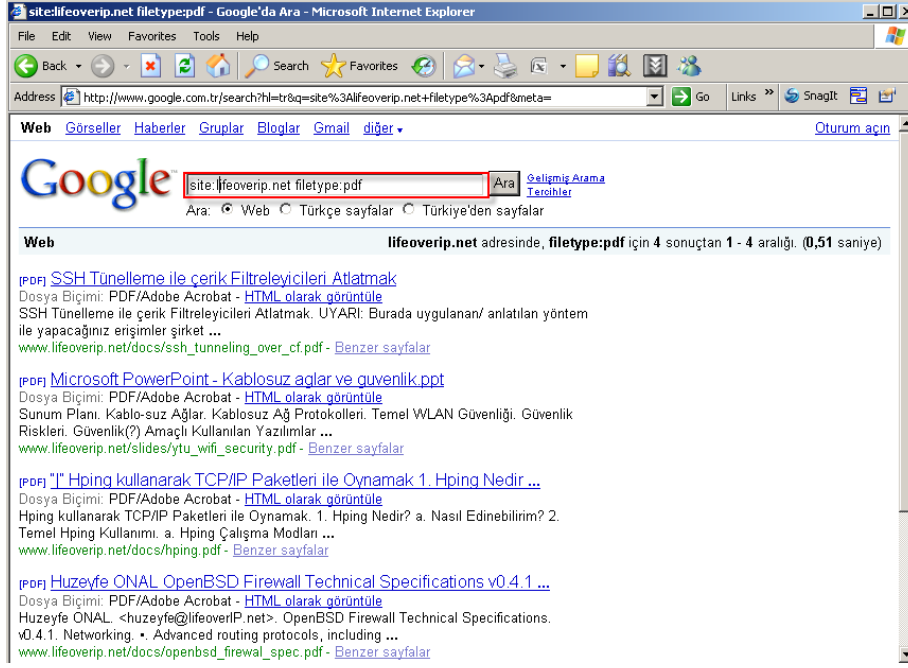 site:lifeoverip.net filetype:pdf - Google'da Ara - Microsoft Internet Explorer
File Edit View Favorites Tools Help
Back Search Favorites
Address http://www.google.com.tr/search?hl=tr&q=site%3Alifeoverip.net+filetype%3Apdf&meta= Go Links » SnagIt
Web Görseller Haberler Gruplar Bloglar Gmail diğer Oturum açın
Google site:lifeoverip.net filetype:pdf Ara Gelişmiş Arama
Tercihler
Ara: Web Türkçe sayfalar Türkiye'den sayfalar
Web lifeoverip.net adresinde, filetype:pdf için 4 sonuçtan 1 - 4 aralığı. (0,51 saniye)
[PDF] SSH Tünelleme ile çerik Filtreleyicileri Atlatmak
Dosya Biçimi: PDF/Adobe Acrobat - HTML olarak görüntüle
SSH Tünelleme ile çerik Filtreleyicileri Atlatmak. UYARI: Burada uygulanan/ anlatılan yöntem
ile yapacağınız erişimler şirket ...
www.lifeoverip.net/docs/ssh_tunneling_over_cf.pdf - Benzer sayfalar
[PDF] Microsoft PowerPoint - Kablosuz aglar ve guvenlik.ppt
Dosya Biçimi: PDF/Adobe Acrobat - HTML olarak görüntüle
Sunum Planı. Kablo-suz Ağlar. Kablosuz Ağ Protokolleri. Temel WLAN Güvenliği. Güvenlik
Riskleri. Güvenlik(?) Amaçlı Kullanılan Yazılımlar ...
www.lifeoverip.net/slides/ytu_wifi_security.pdf - Benzer sayfalar
[PDF] "|" Hping kullanarak TCP/IP Paketleri ile Oynamak 1. Hping Nedir ...
Dosya Biçimi: PDF/Adobe Acrobat - HTML olarak görüntüle
Hping kullanarak TCP/IP Paketleri ile Oynamak. 1. Hping Nedir? a. Nasıl Edinebilirim? 2.
Temel Hping Kullanımı. a. Hping Çalışma Modları ...
www.lifeoverip.net/docs/hping.pdf - Benzer sayfalar
[PDF] Huzeyfe ONAL OpenBSD Firewall Technical Specifications v0.4.1 ...
Dosya Biçimi: PDF/Adobe Acrobat - HTML olarak görüntüle
Huzeyfe ONAL. <huzeyfe@lifeoverIP.net>. OpenBSD Firewall Technical Specifications.
v0.4.1. Networking. •. Advanced routing protocols, including ...
www.lifeoverip.net/docs/openbsd_firewal_spec.pdf - Benzer sayfalar